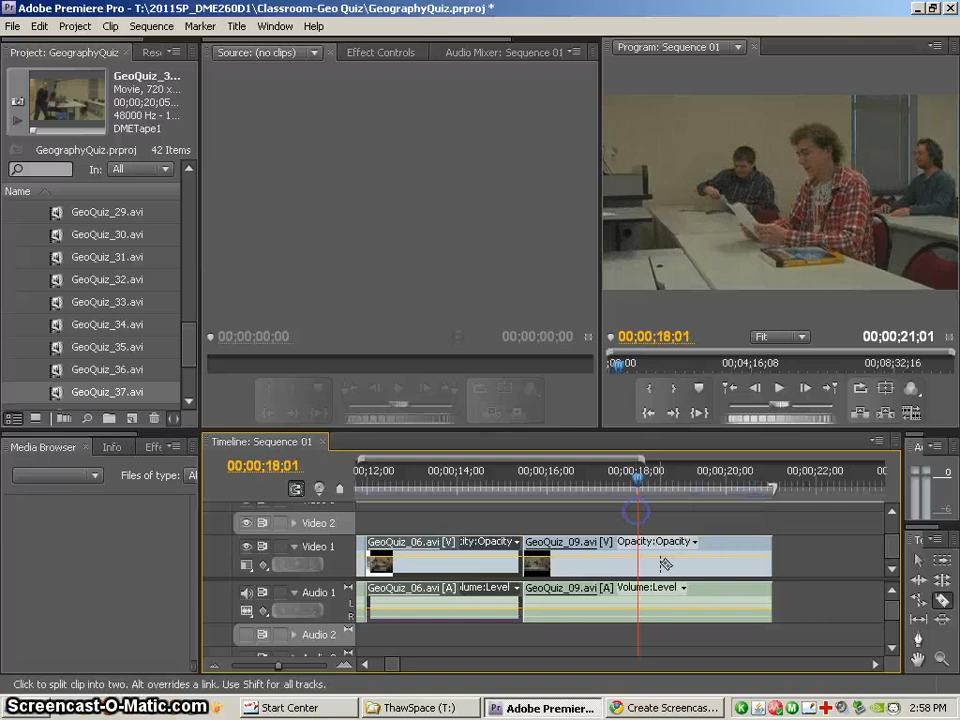 Adobe Premiere Pro - T:\2011SP_DME260D1\Classroom-Geo Quiz\GeographyQuiz.prproj *
File Edit Project Clip Sequence Marker Title Window Help
Project: GeographyQuiz
GeoQuiz_3...
Movie, 720 x...
00;00;20;05...
48000 Hz - 1...
DMETape1
GeographyQuiz.prproj 42 Items
In: All
Name
GeoQuiz_29.avi
GeoQuiz_30.avi
GeoQuiz_31.avi
GeoQuiz_32.avi
GeoQuiz_33.avi
GeoQuiz_34.avi
GeoQuiz_35.avi
GeoQuiz_36.avi
GeoQuiz_37.avi
Source: (no clips) Effect Controls Audio Mixer: Sequence 01
00;00;00;00 00;00;00;00
Program: Sequence 01
00;00;18;01 Fit 00;00;21;01
00;04;16;08 00;08;32;16
Media Browser Info
Files of type:
Timeline: Sequence 01
00;00;18;01
00;12;00 00;00;14;00 00;00;16;00 00;00;18;00 00;00;20;00 00;00;22;00
Video 2
Video 1
GeoQuiz_06.avi [V] :ity:Opacity GeoQuiz_09.avi [V] Opacity:Opacity
Audio 1
L
R
GeoQuiz_06.avi [A] lume:Level GeoQuiz_09.avi [A] Volume:Level
Audio 2
0
-6
Click to split clip into two. Alt overrides a link. Use Shift for all tracks.
Screencast-O-Matic.com Start Center ThawSpace (T:) Adobe Premiere Pro... Create Screencas... 2:58 PM